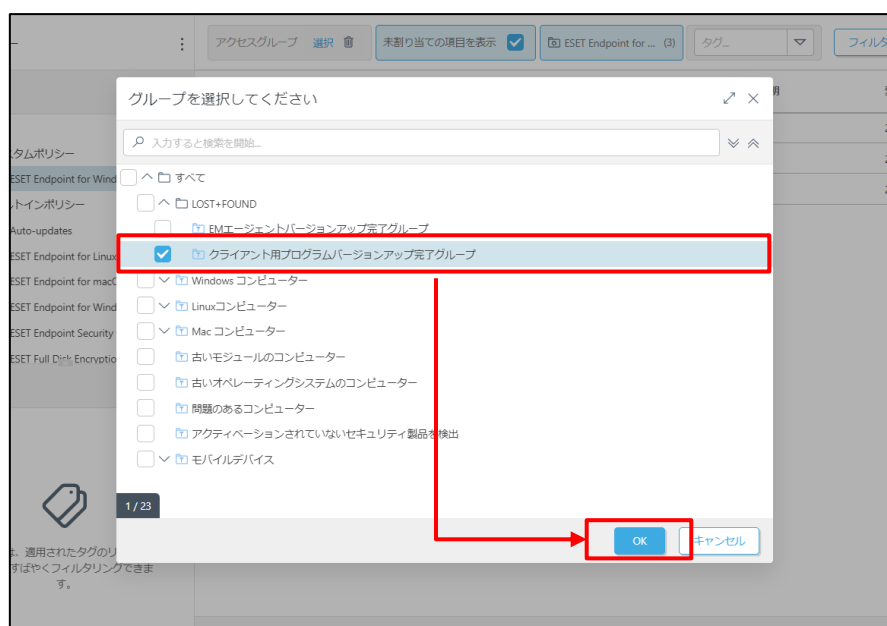 アクセスグループ 選択
未割り当ての項目を表示
ESET Endpoint for ... (3)
タグ...
フィルタ
グループを選択してください
入力すると検索を開始...
すべて
LOST+FOUND
EMエージェントバージョンアップ完了グループ
クライアント用プログラムバージョンアップ完了グループ
Windows コンピューター
Linuxコンピューター
Mac コンピューター
古いモジュールのコンピューター
古いオペレーティングシステムのコンピューター
問題のあるコンピューター
アクティベーションされていないセキュリティ製品を検出
モバイルデバイス
1 / 23
OK
キャンセル
スタムポリシー
ESET Endpoint for Wind
ルトインポリシー
Auto-updates
ESET Endpoint for Linux
ESET Endpoint for macO
ESET Endpoint for Wind
ESET Endpoint Security
ESET Full Disk Encryptio
、適用されたタグのリ
すばやくフィルタリングできま
す。